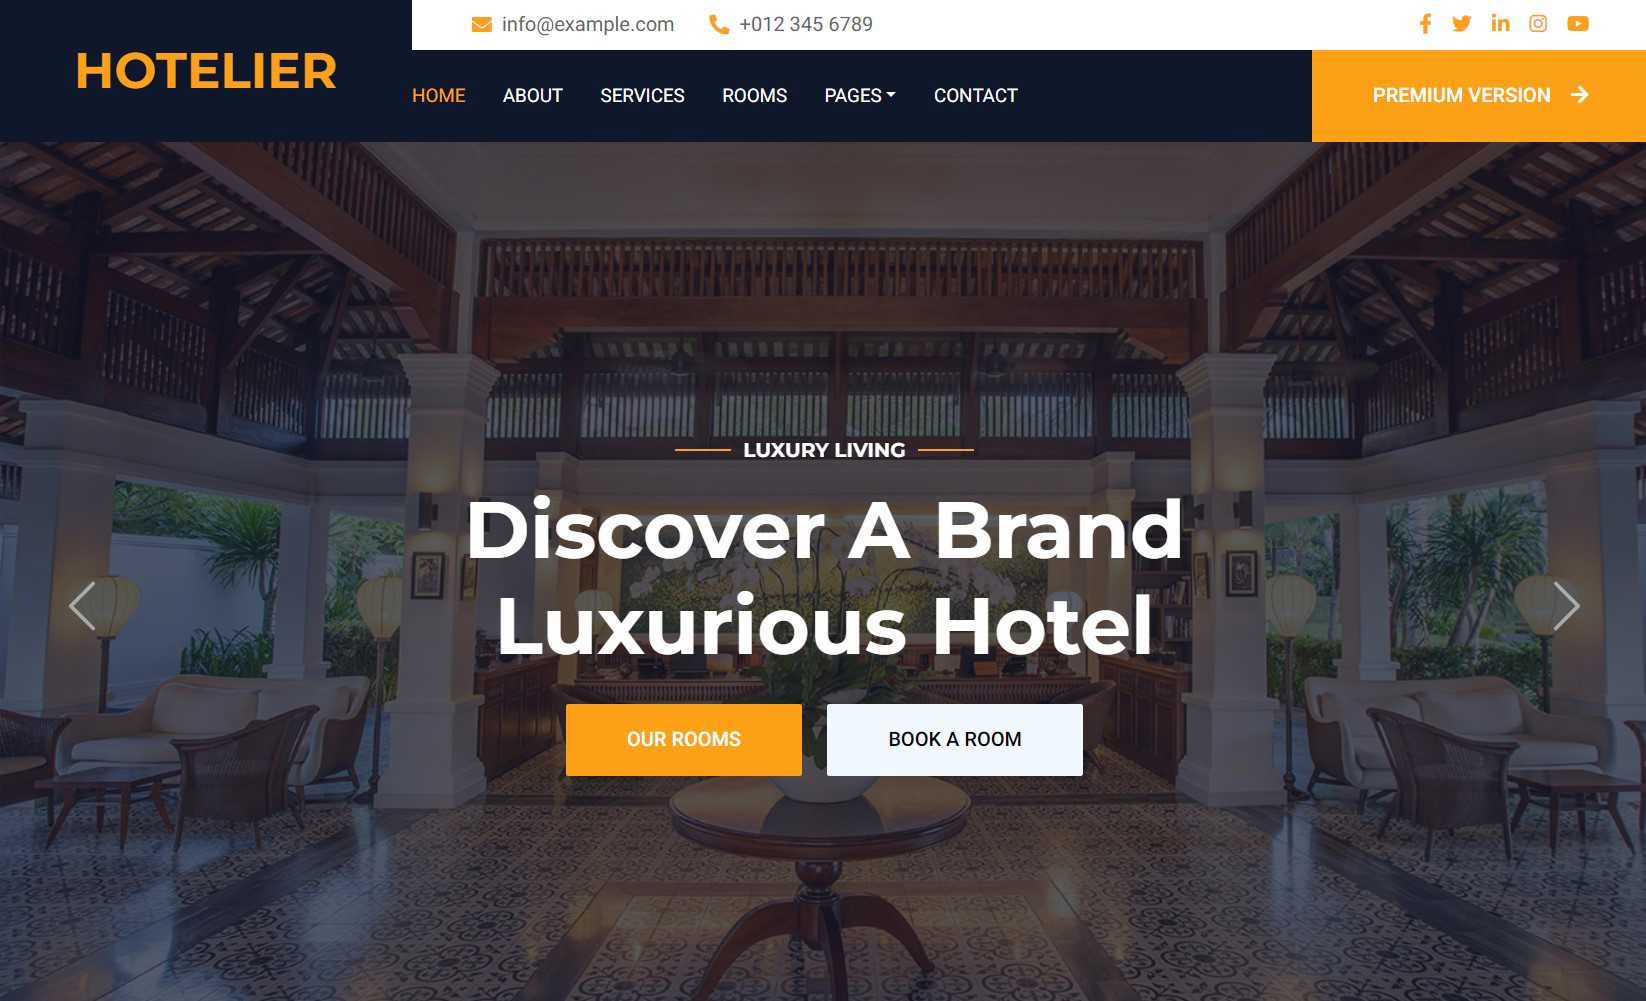 HOTELIER
info@example.com +012 345 6789
HOME ABOUT SERVICES ROOMS PAGES CONTACT
PREMIUM VERSION
LUXURY LIVING
Discover A Brand
Luxurious Hotel
OUR ROOMS BOOK A ROOM